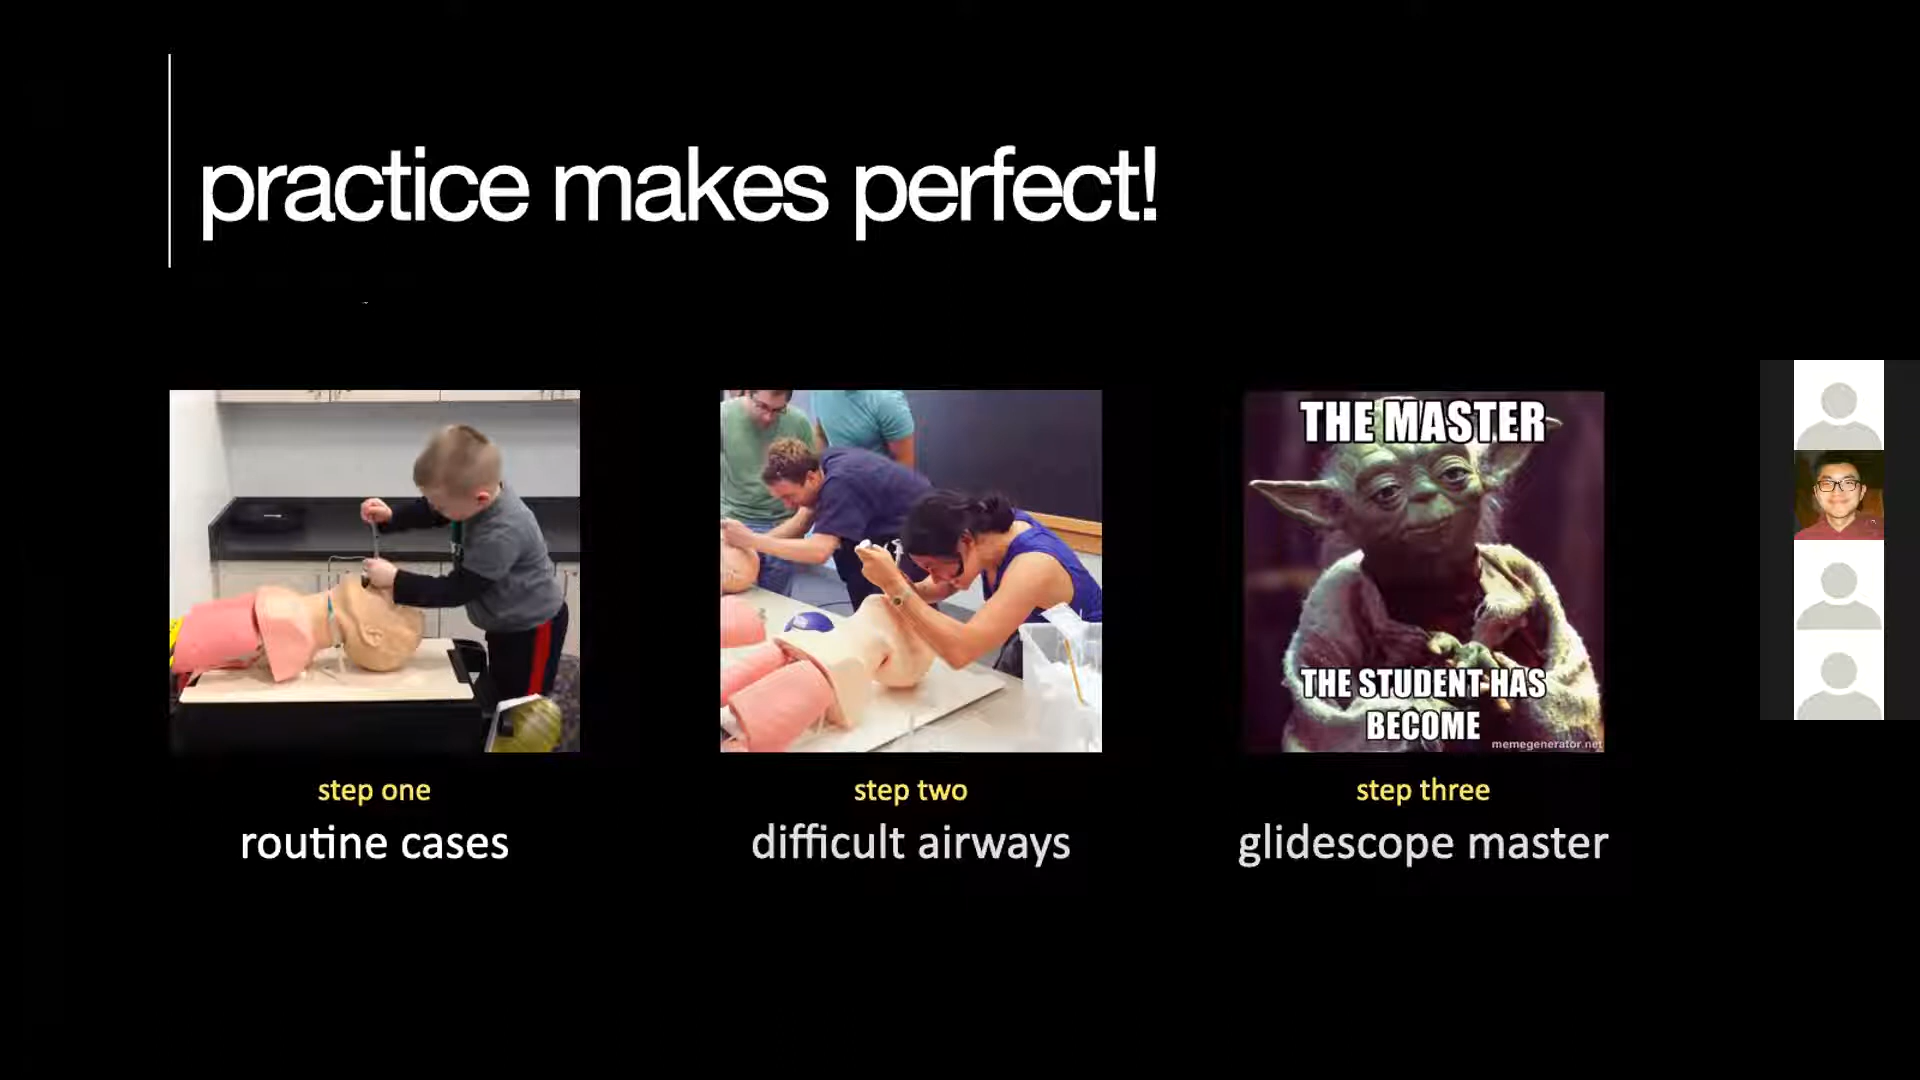 practice makes perfect!
THE MASTER
THE STUDENT HAS
BECOME
memegenerator.net
step one
routine cases
step two
difficult airways
step three
glidescope master